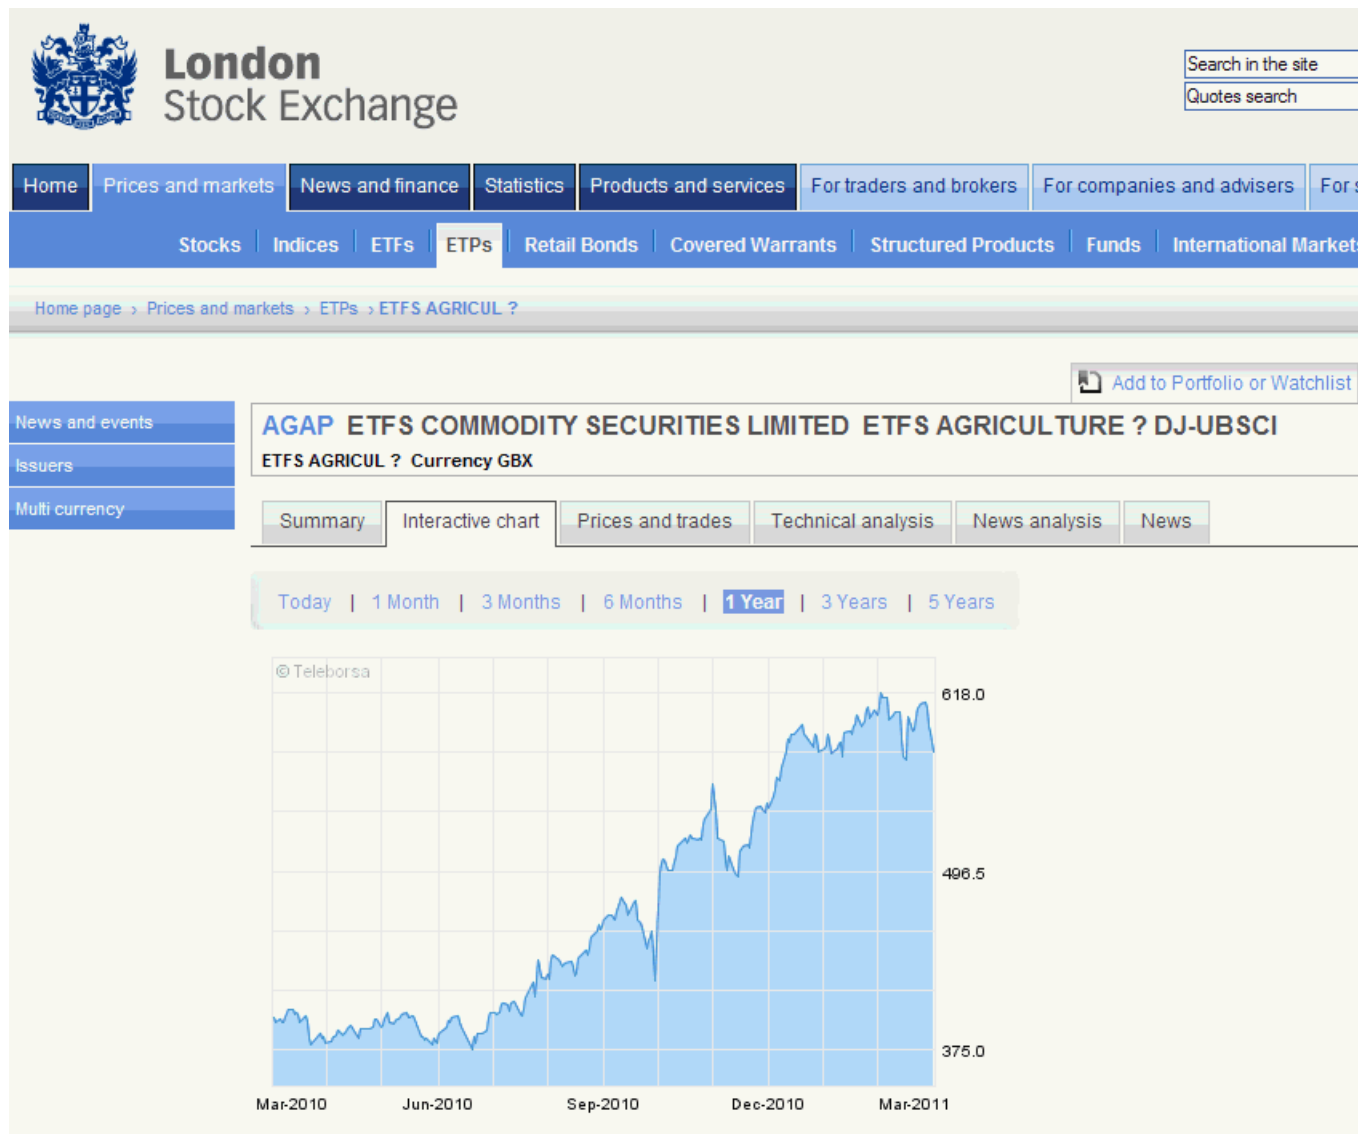 London
Stock Exchange
Search in the site
Quotes search
Home Prices and markets News and finance Statistics Products and services For traders and brokers For companies and advisers For
Stocks Indices ETFs ETPs Retail Bonds Covered Warrants Structured Products Funds International
Home page › Prices and markets › ETPs › ETFS AGRICUL ?
Add to Portfolio or Watchlist
News and events
Issuers
Multi currency
AGAP ETFS COMMODITY SECURITIES LIMITED ETFS AGRICULTURE ? DJ-UBSCI
ETFS AGRICUL ? Currency GBX
Summary Interactive chart Prices and trades Technical analysis News analysis News
Today | 1 Month | 3 Months | 6 Months | 1 Year | 3 Years | 5 Years
© Teleborsa
618.0
496.5
375.0
Mar-2010 Jun-2010 Sep-2010 Dec-2010 Mar-2011